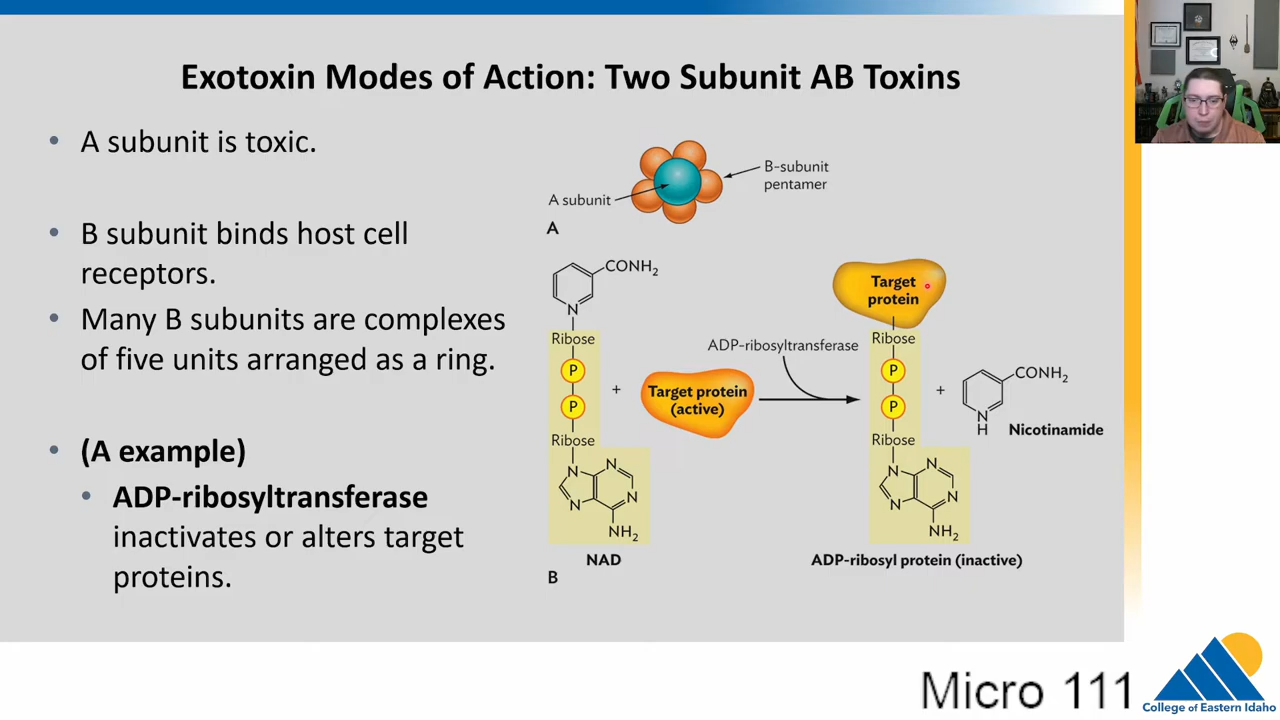 Exotoxin Modes of Action: Two Subunit AB Toxins
• A subunit is toxic.
• B subunit binds host cell
receptors.
• Many B subunits are complexes
of five units arranged as a ring.
• (A example)
• ADP-ribosyltransferase
inactivates or alters target
proteins.
A subunit
B-subunit
pentamer
A
CONH₂
N
Ribose
P
P
Ribose
N
N
N
N
NH₂
NAD
B
+
Target protein
(active)
ADP-ribosyltransferase
Target
protein
Ribose
P
P
Ribose
N
N
N
N
NH₂
ADP-ribosyl protein (inactive)
+
CONH₂
N
H
Nicotinamide
Micro 111
College of Eastern Idaho